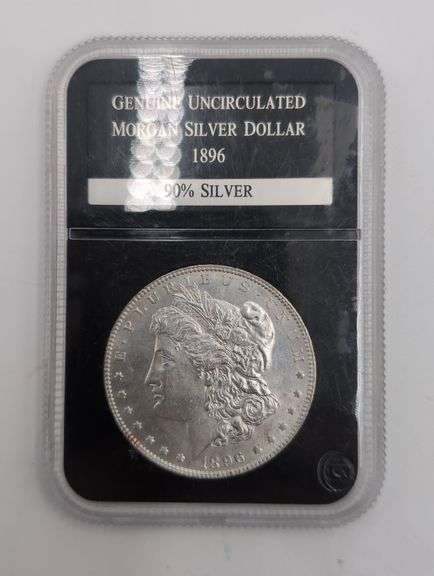 GENUINE UNCIRCULATED
MORGAN SILVER DOLLAR
1896
90% SILVER
E·PLURIBUS·UNUM
1896